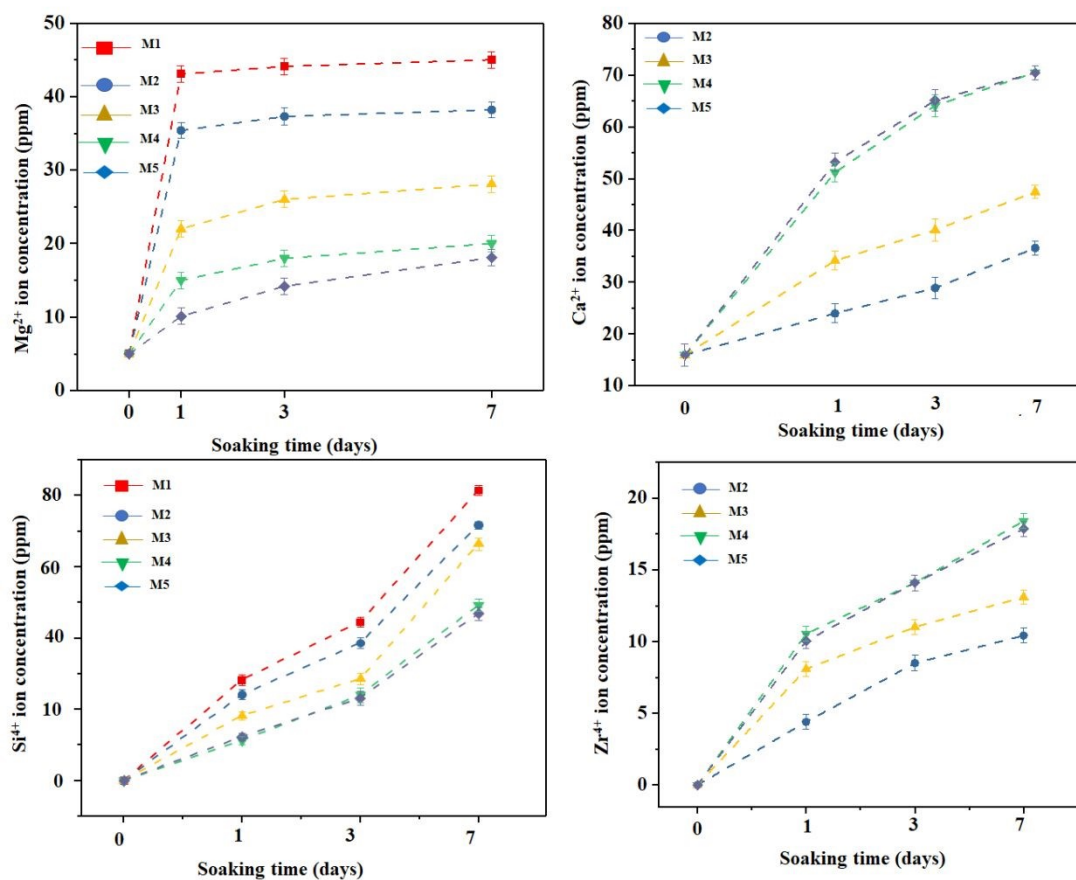 50
40
30
20
10
0
Mg²⁺ ion concentration (ppm)
M1
M2
M3
M4
M5
0 1 3 7
Soaking time (days)
80
70
60
50
40
30
20
10
Ca²⁺ ion concentration (ppm)
M2
M3
M4
M5
0 1 3 7
Soaking time (days)
80
60
40
10
0
Si⁴⁺ ion concentration (ppm)
M1
M2
M3
M4
M5
0 1 3 7
Soaking time (days)
20
15
10
5
0
Zr⁴⁺ ion concentration (ppm)
M2
M3
M4
M5
0 1 3 7
Soaking time (days)